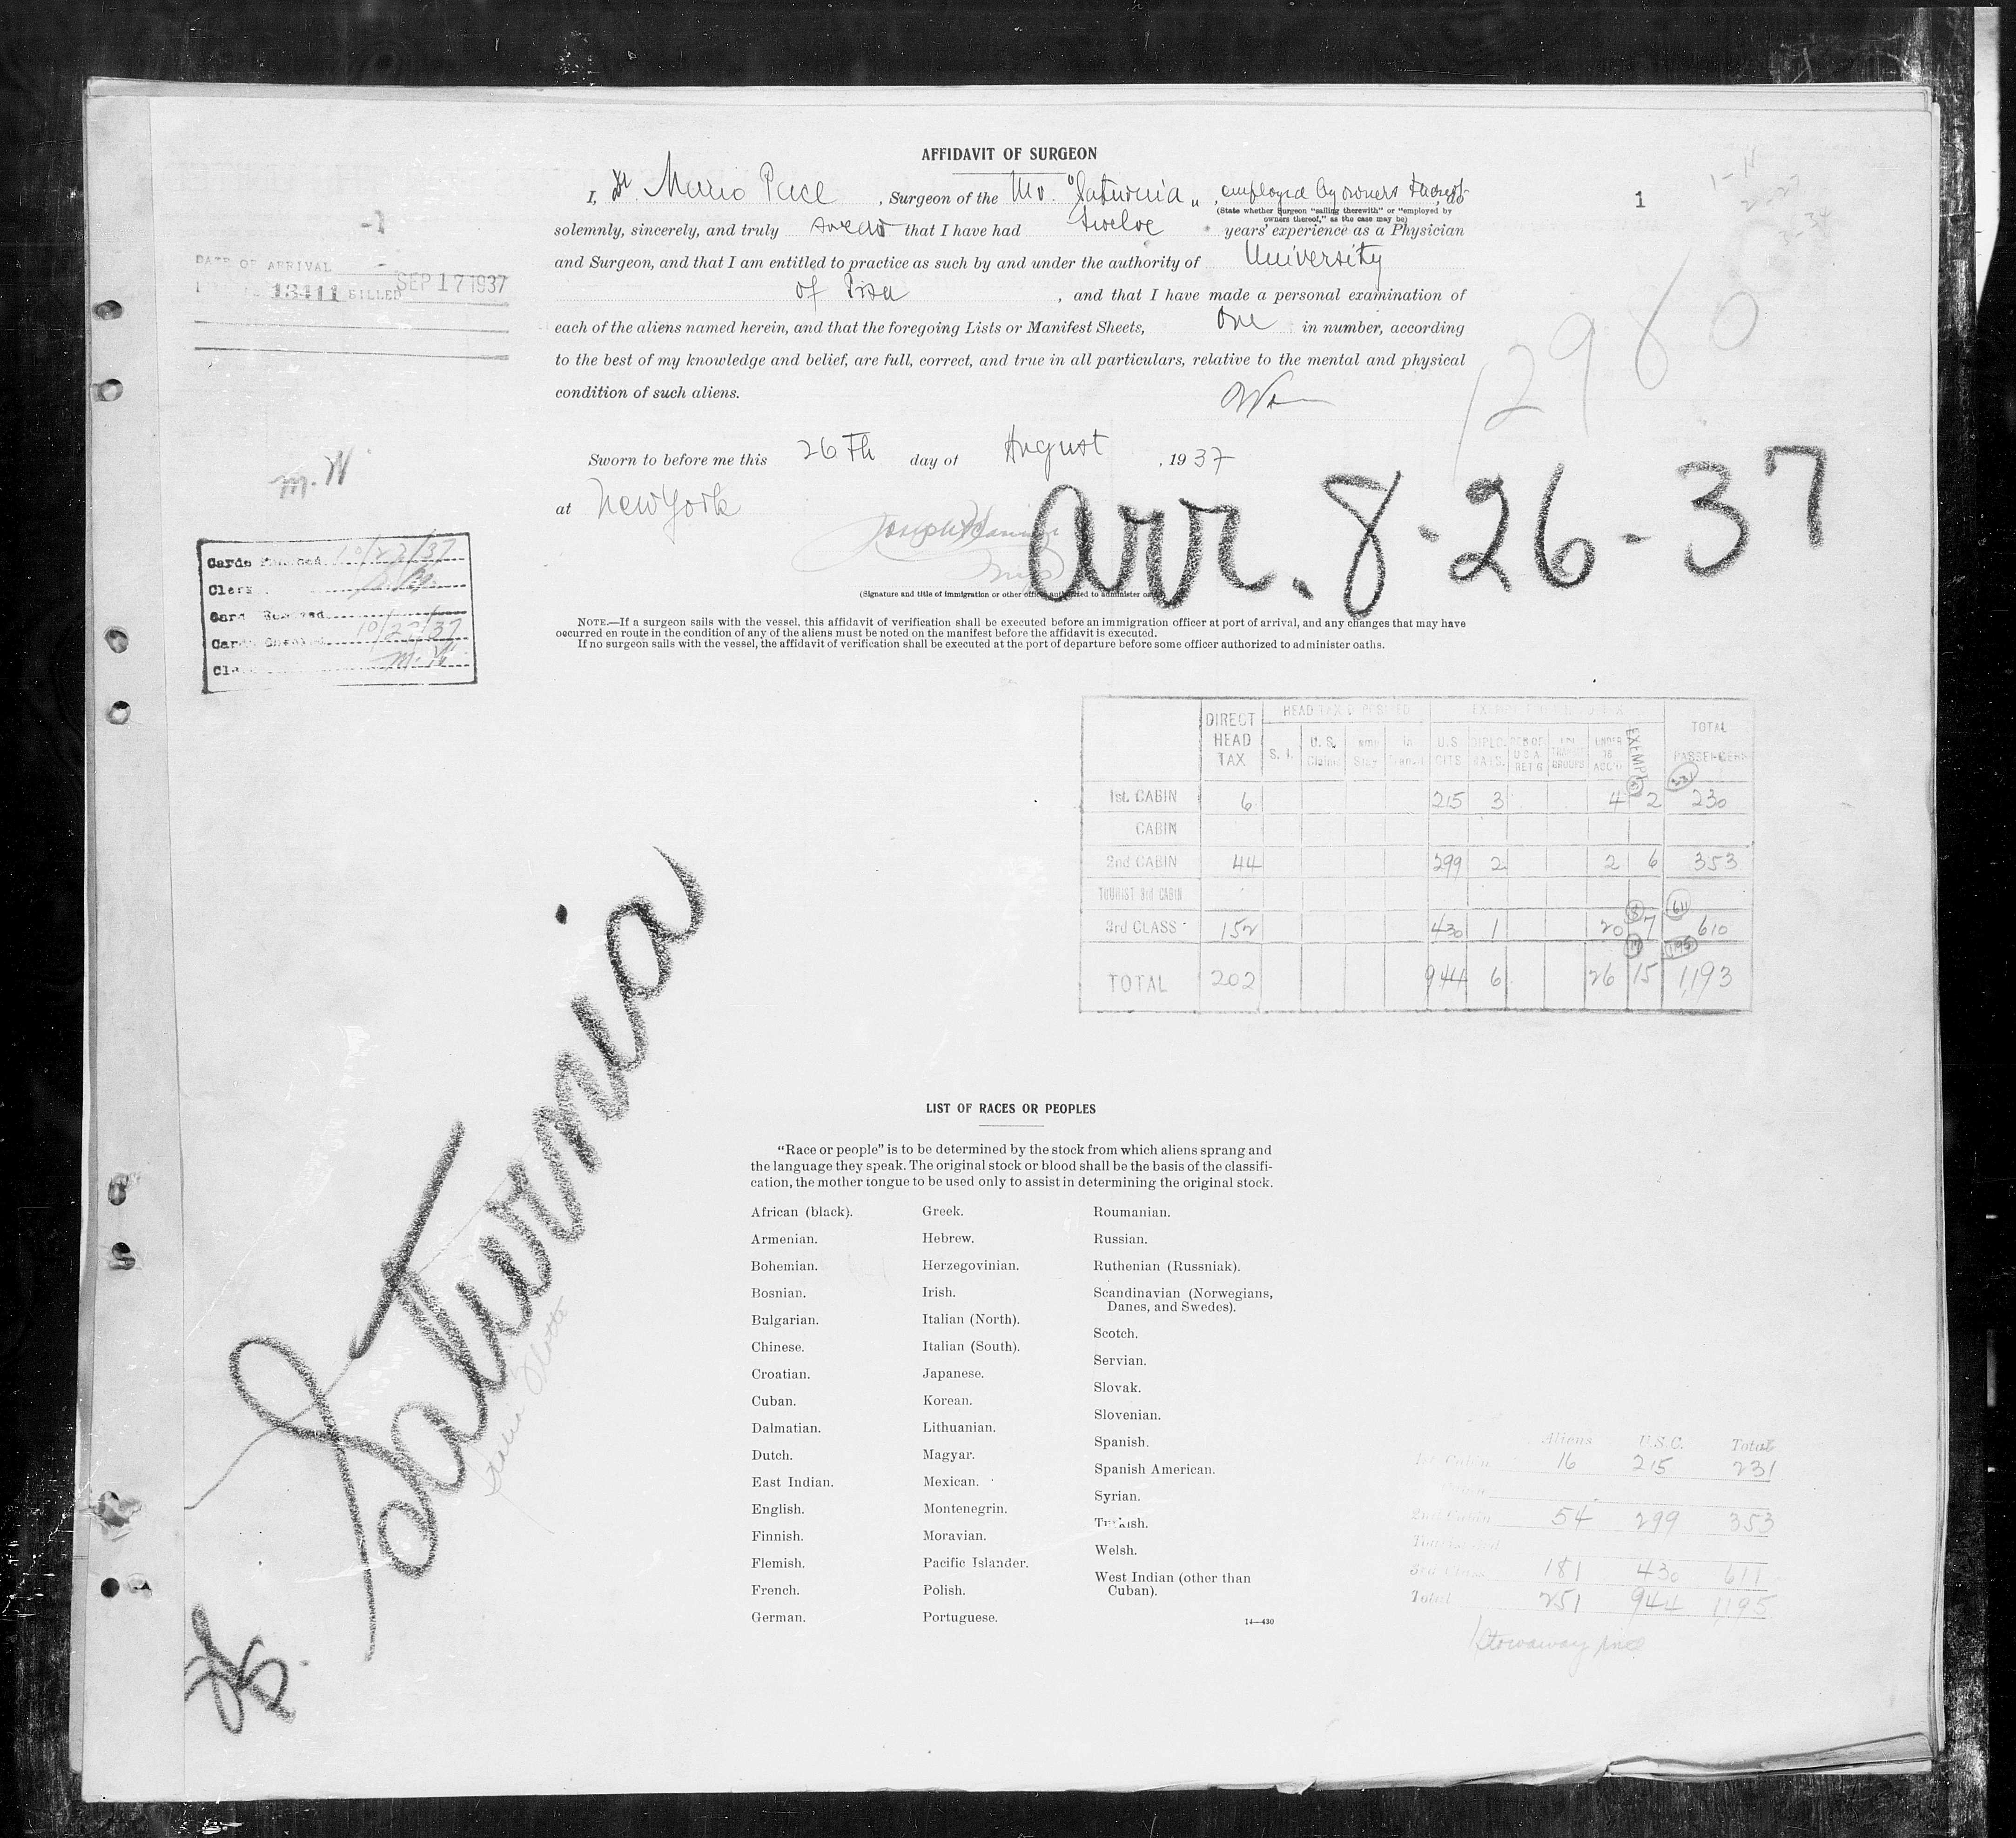 AFFIDAVIT OF SURGEON
1
I, Dr. Mario Pace , Surgeon of the Mv. "Saturnia" , employed by owners thereof, do
(State whether surgeon "sailing therewith" or "employed by
owners thereof," as the case may be)
solemnly, sincerely, and truly swear that I have had twelve years' experience as a Physician
and Surgeon, and that I am entitled to practice as such by and under the authority of University
of Pisa , and that I have made a personal examination of
each of the aliens named herein, and that the foregoing Lists or Manifest Sheets, One in number, according
to the best of my knowledge and belief, are full, correct, and true in all particulars, relative to the mental and physical
condition of such aliens.
Sworn to before me this 26Th day of August , 1937
at New York
(Signature and title of immigration or other officer authorized to administer
NOTE.—If a surgeon sails with the vessel, this affidavit of verification shall be executed before an immigration officer at port of arrival, and any changes that may have
occurred en route in the condition of any of the aliens must be noted on the manifest before the affidavit is executed.
If no surgeon sails with the vessel, the affidavit of verification shall be executed at the port of departure before some officer authorized to administer oaths.
arr. 8-26-37
DATE OF ARRIVAL
13411 BILLED SEP 17 1937
M.W
Cards 10/22/37
Clerk
Card
Cards 10/22/37
DIRECT HEAD TAX
S. I.
U. S. Claims
U.S. CITS
UNDER 16 ACC'D
EXEMPT
TOTAL PASSENGERS
1st. CABIN 6 215 3 4 2 231 230
CABIN
2nd CABIN 44 299 2 2 6 353
TOURIST 3rd CABIN
3rd CLASS 152 430 1 20 8 7 611 610
TOTAL 202 944 6 26 15 1195 1,193
Saturnia
LIST OF RACES OR PEOPLES
"Race or people" is to be determined by the stock from which aliens sprang and
the language they speak. The original stock or blood shall be the basis of the classifi-
cation, the mother tongue to be used only to assist in determining the original stock.
African (black).
Armenian.
Bohemian.
Bosnian.
Bulgarian.
Chinese.
Croatian.
Cuban.
Dalmatian.
Dutch.
East Indian.
English.
Finnish.
Flemish.
French.
German.
Greek.
Hebrew.
Herzegovinian.
Irish.
Italian (North).
Italian (South).
Japanese.
Korean.
Lithuanian.
Magyar.
Mexican.
Montenegrin.
Moravian.
Pacific Islander.
Polish.
Portuguese.
Roumanian.
Russian.
Ruthenian (Russniak).
Scandinavian (Norwegians,
Danes, and Swedes).
Scotch.
Servian.
Slovak.
Slovenian.
Spanish.
Spanish American.
Syrian.
Turkish.
Welsh.
West Indian (other than
Cuban).
14—430
Aliens U.S.C. Total
1st Cabin 16 215 231
2nd Cabin 54 299 353
3rd Class 181 430 611
Total 251 944 1195
1 Stowaway incl